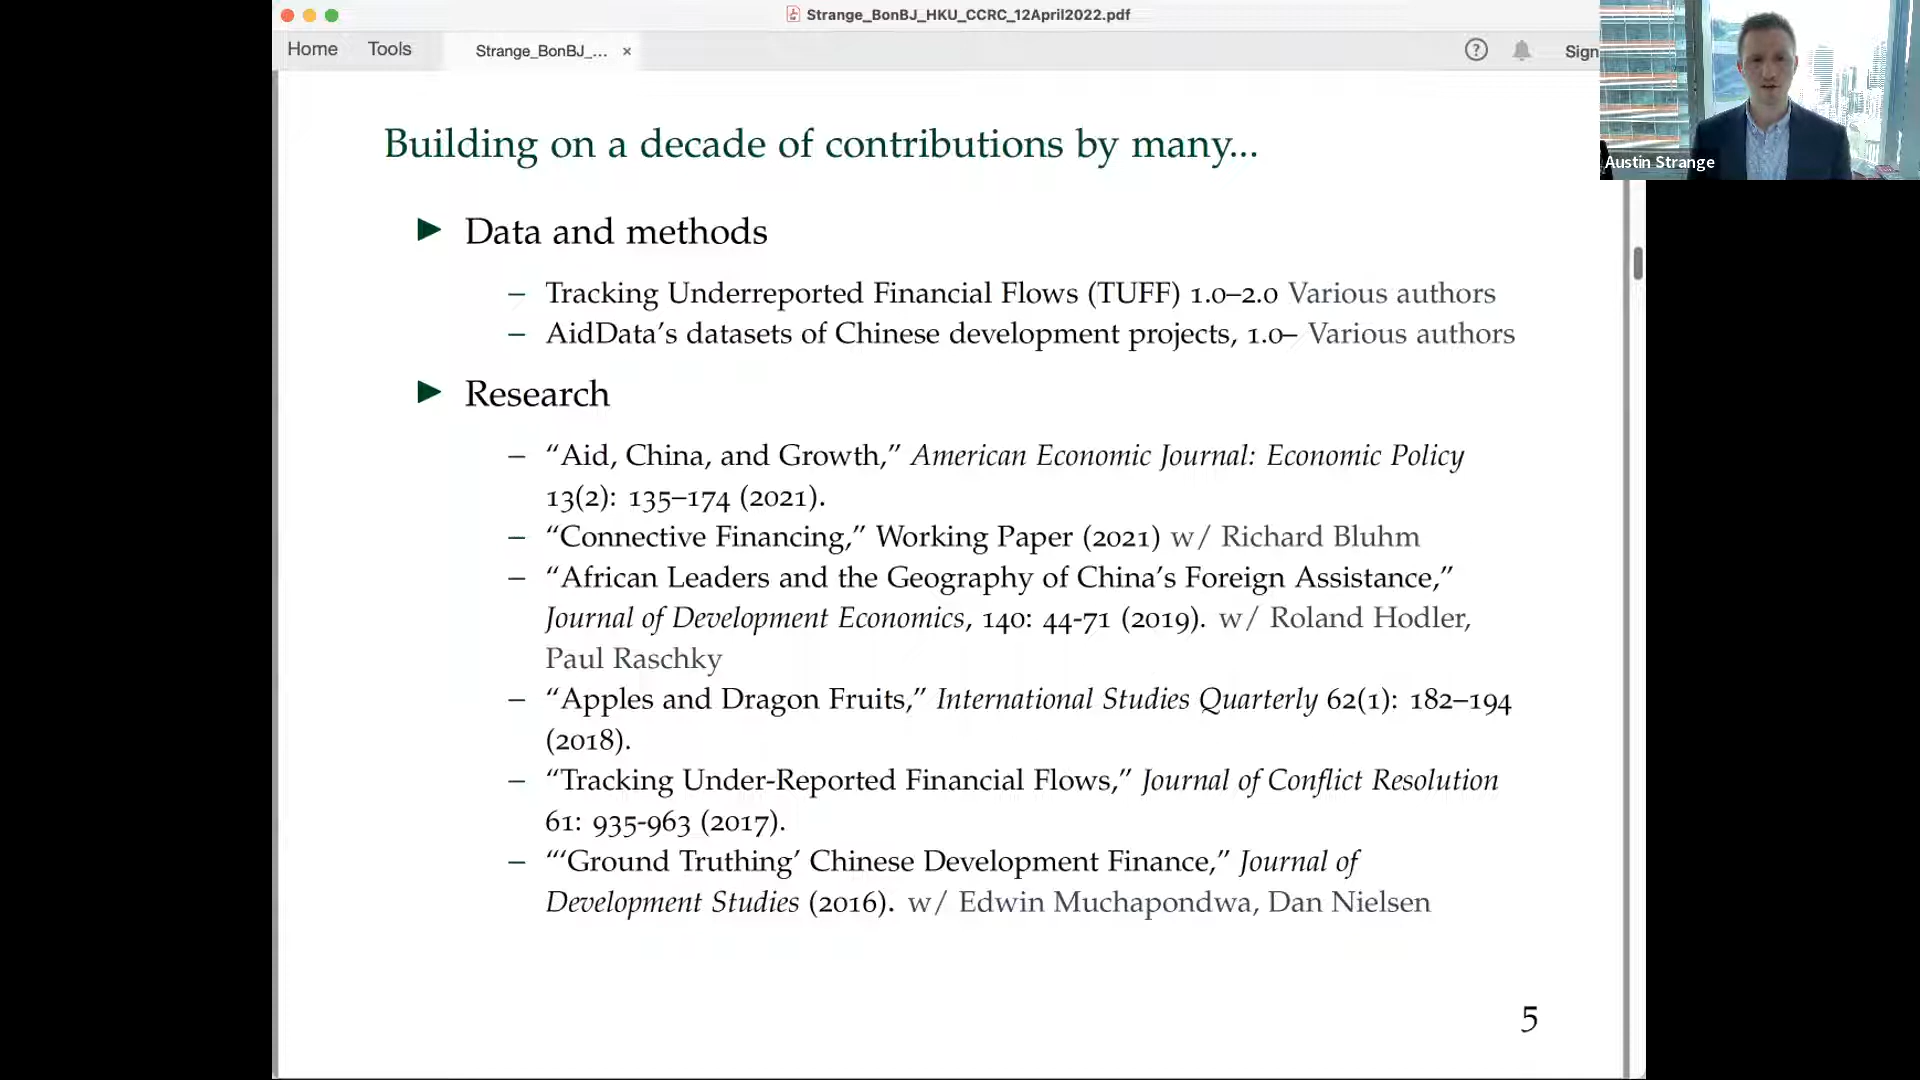 Strange_BonBJ_HKU_CCRC_12April2022.pdf
Home Tools Strange_BonBJ_... × ? Sign
Austin Strange
Building on a decade of contributions by many...
Data and methods
– Tracking Underreported Financial Flows (TUFF) 1.0–2.0 Various authors
– AidData’s datasets of Chinese development projects, 1.0– Various authors
Research
– “Aid, China, and Growth,” American Economic Journal: Economic Policy
13(2): 135–174 (2021).
– “Connective Financing,” Working Paper (2021) w/ Richard Bluhm
– “African Leaders and the Geography of China’s Foreign Assistance,”
Journal of Development Economics, 140: 44-71 (2019). w/ Roland Hodler,
Paul Raschky
– “Apples and Dragon Fruits,” International Studies Quarterly 62(1): 182–194
(2018).
– “Tracking Under-Reported Financial Flows,” Journal of Conflict Resolution
61: 935-963 (2017).
– “‘Ground Truthing’ Chinese Development Finance,” Journal of
Development Studies (2016). w/ Edwin Muchapondwa, Dan Nielsen
5